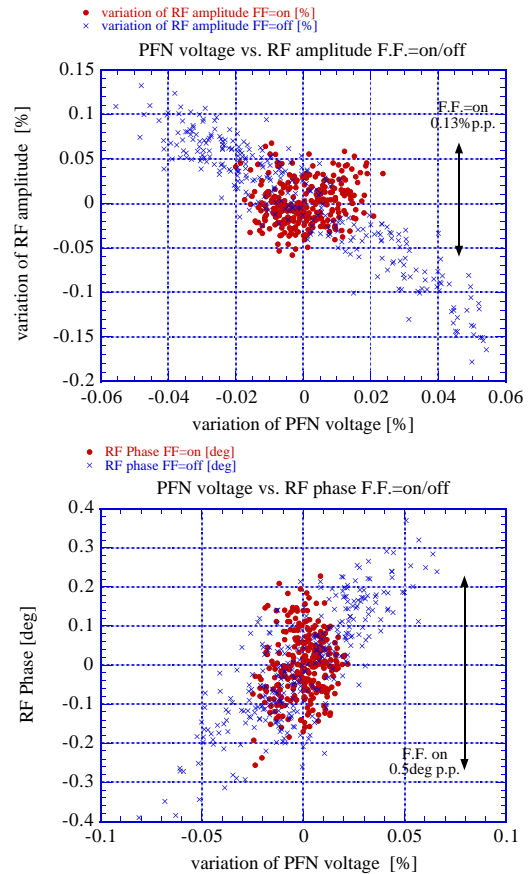 variation of RF amplitude FF=on [%]
variation of RF amplitude FF=off [%]
PFN voltage vs. RF amplitude F.F.=on/off
0.15
0.1
0.05
0
-0.05
-0.1
-0.15
-0.2
variation of RF amplitude [%]
F.F.=on
0.13%p.p.
-0.06 -0.04 -0.02 0 0.02 0.04 0.06
variation of PFN voltage [%]
RF Phase FF=on [deg]
RF phase FF=off [deg]
PFN voltage vs. RF phase F.F.=on/off
0.4
0.3
0.2
0.1
0
-0.1
-0.2
-0.3
-0.4
RF Phase [deg]
F.F. on
0.5deg p.p.
-0.1 -0.05 0 0.05 0.1
variation of PFN voltage [%]